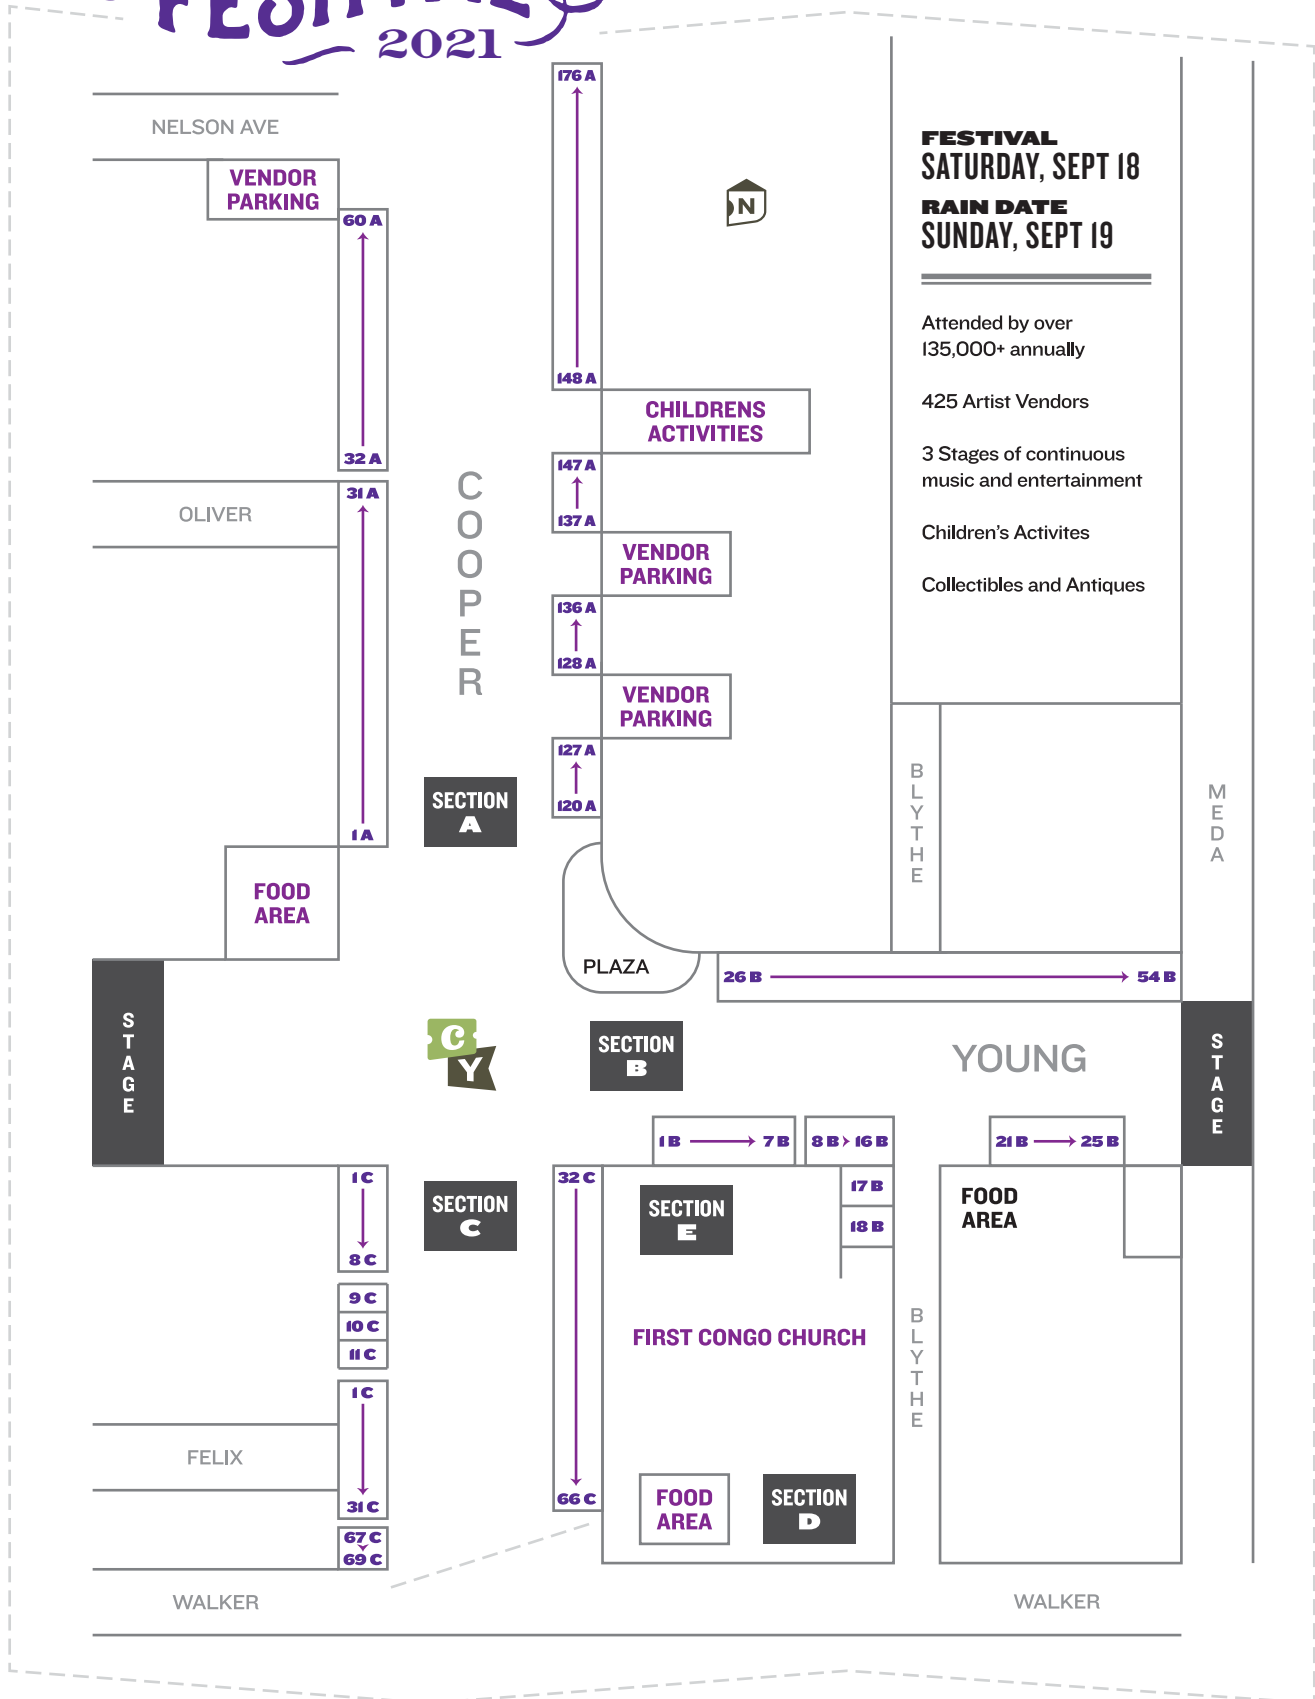 FESTIVAL
2021
NELSON AVE
VENDOR
PARKING
60 A
32 A
31 A
OLIVER
1 A
FOOD
AREA
COOPER
176 A
148 A
CHILDRENS
ACTIVITIES
147 A
137 A
VENDOR
PARKING
136 A
128 A
VENDOR
PARKING
127 A
120 A
SECTION
A
PLAZA
N
FESTIVAL
SATURDAY, SEPT 18
RAIN DATE
SUNDAY, SEPT 19
Attended by over
135,000+ annually
425 Artist Vendors
3 Stages of continuous
music and entertainment
Children’s Activites
Collectibles and Antiques
BLYTHE
MEDA
26 B 54 B
STAGE
C
Y
SECTION
B
YOUNG
STAGE
1 B 7 B
8 B 16 B
21 B 25 B
17 B
18 B
FOOD
AREA
1 C
8 C
9 C
10 C
11 C
1 C
31 C
67 C
69 C
SECTION
C
32 C
66 C
SECTION
E
FIRST CONGO CHURCH
BLYTHE
FOOD
AREA
SECTION
D
FELIX
WALKER
WALKER